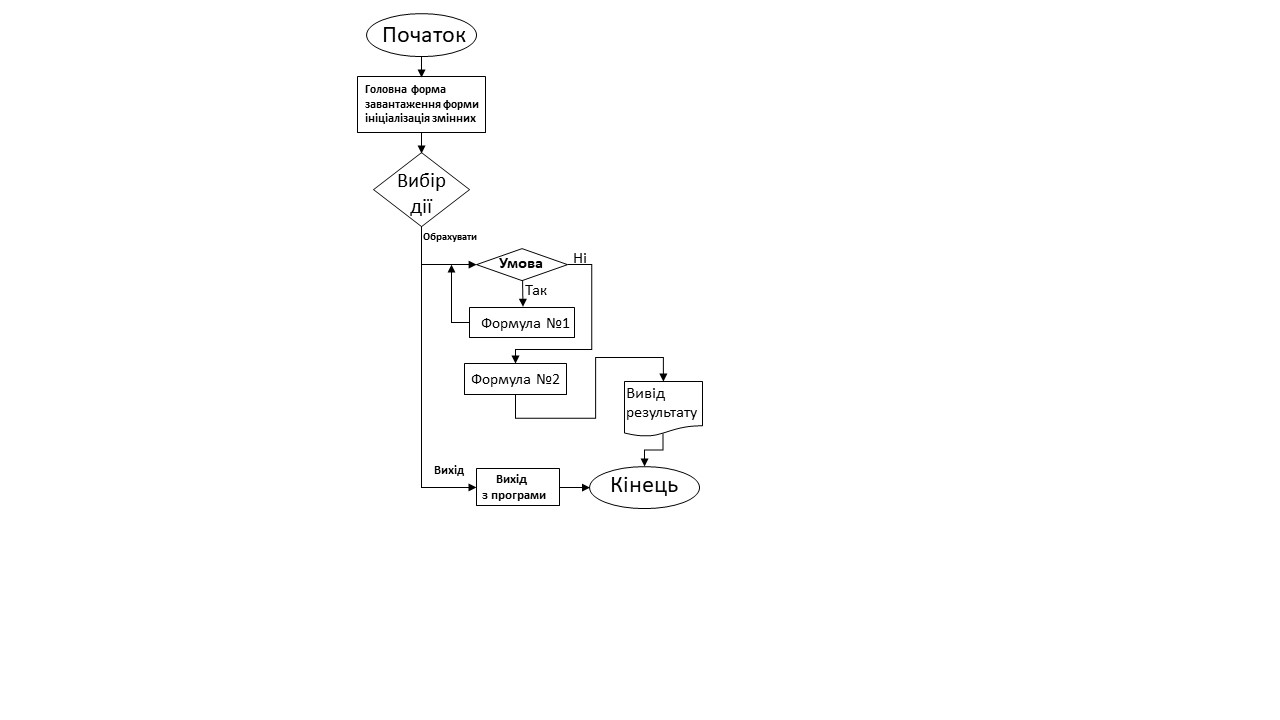 Початок
Головна форма
завантаження форми
ініціалізація змінних
Вибір
дії
Обрахувати
Умова
Ні
Так
Формула №1
Формула №2
Вивід
результату
Вихід
Вихід
з програми
Кінець